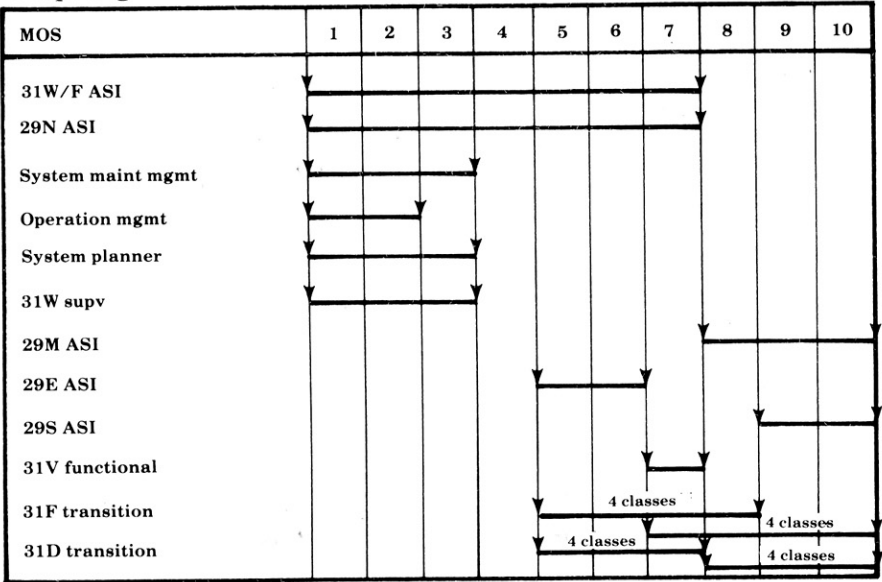 MOS 1 2 3 4 5 6 7 8 9 10
31W/F ASI
29N ASI
System maint mgmt
Operation mgmt
System planner
31W supv
29M ASI
29E ASI
29S ASI
31V functional
31F transition 4 classes
4 classes
31D transition 4 classes
4 classes